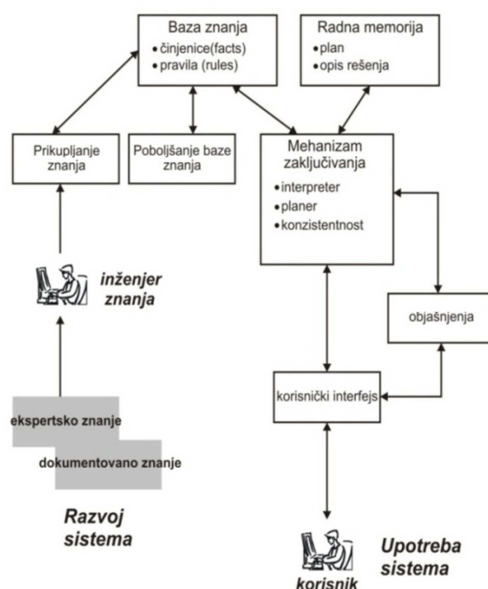 Baza znanja
• činjenice(facts)
• pravila (rules)
Radna memorija
• plan
• opis rešenja
Prikupljanje
znanja
Poboljšanje baze
znanja
Mehanizam
zaključivanja
• interpreter
• planer
• konzistentnost
inženjer
znanja
objašnjenja
korisnički interfejs
ekspertsko znanje
dokumentovano znanje
Razvoj
sistema
Upotreba
sistema
korisnik